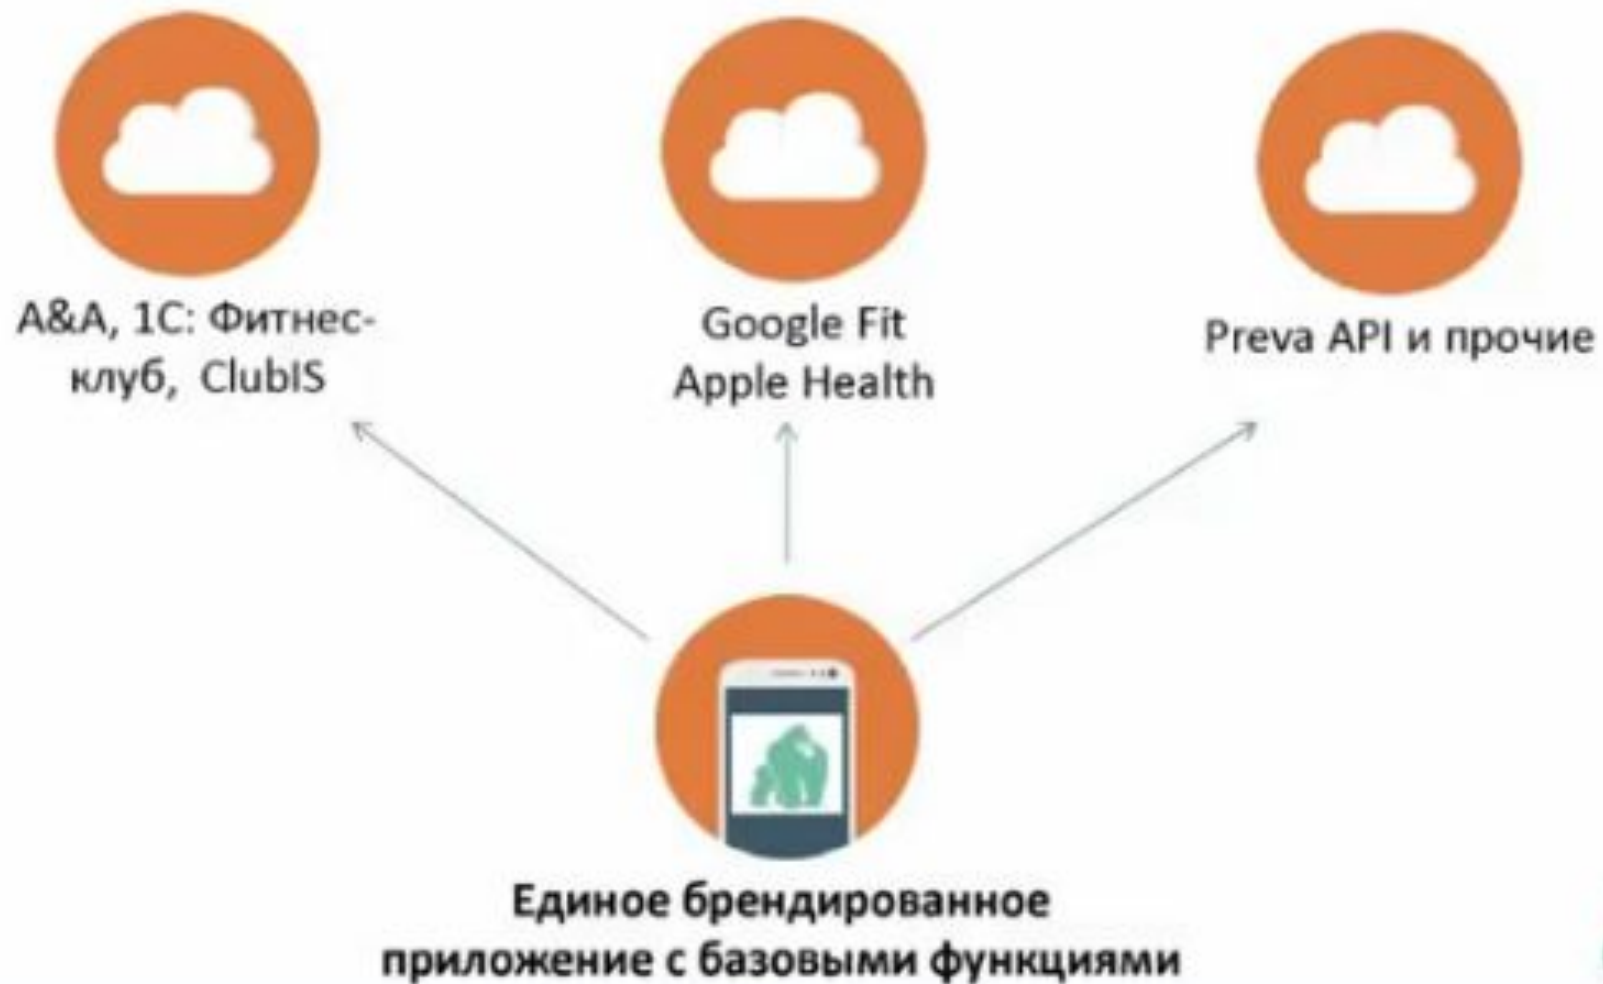 A&A, 1С: Фитнес-
клуб, ClubIS
Google Fit
Apple Health
Preva API и прочие
Единое брендированное
приложение с базовыми функциями